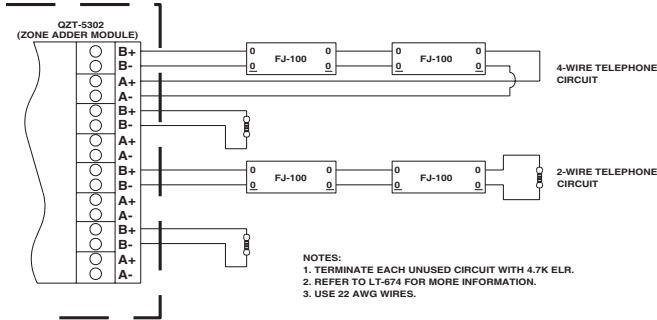 QZT-5302
(ZONE ADDER MODULE)
B+
B-
A+
A-
B+
B-
A+
A-
B+
B-
A+
A-
B+
B-
A+
A-
0 FJ-100 0
0 0
0 FJ-100 0
0 0
4-WIRE TELEPHONE
CIRCUIT
0 FJ-100 0
0 0
0 FJ-100 0
0 0
2-WIRE TELEPHONE
CIRCUIT
NOTES:
1. TERMINATE EACH UNUSED CIRCUIT WITH 4.7K ELR.
2. REFER TO LT-674 FOR MORE INFORMATION.
3. USE 22 AWG WIRES.